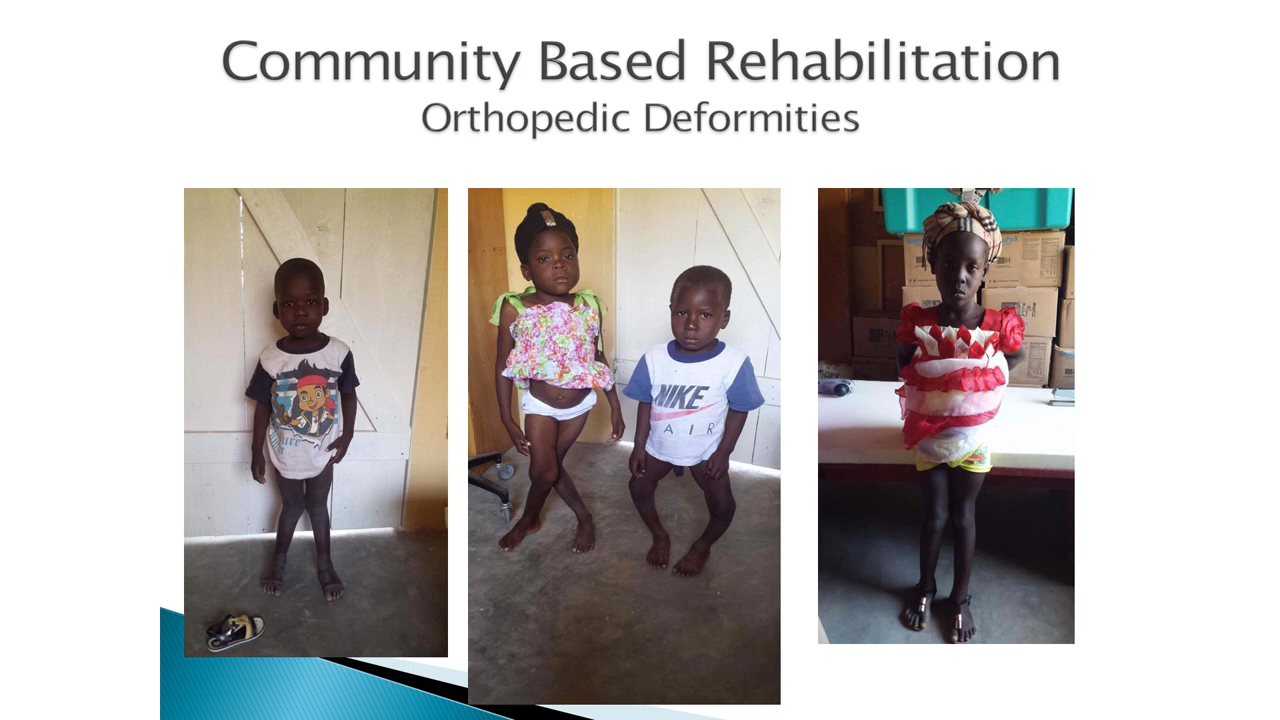 Community Based Rehabilitation
Orthopedic Deformities
NIKE
AIR